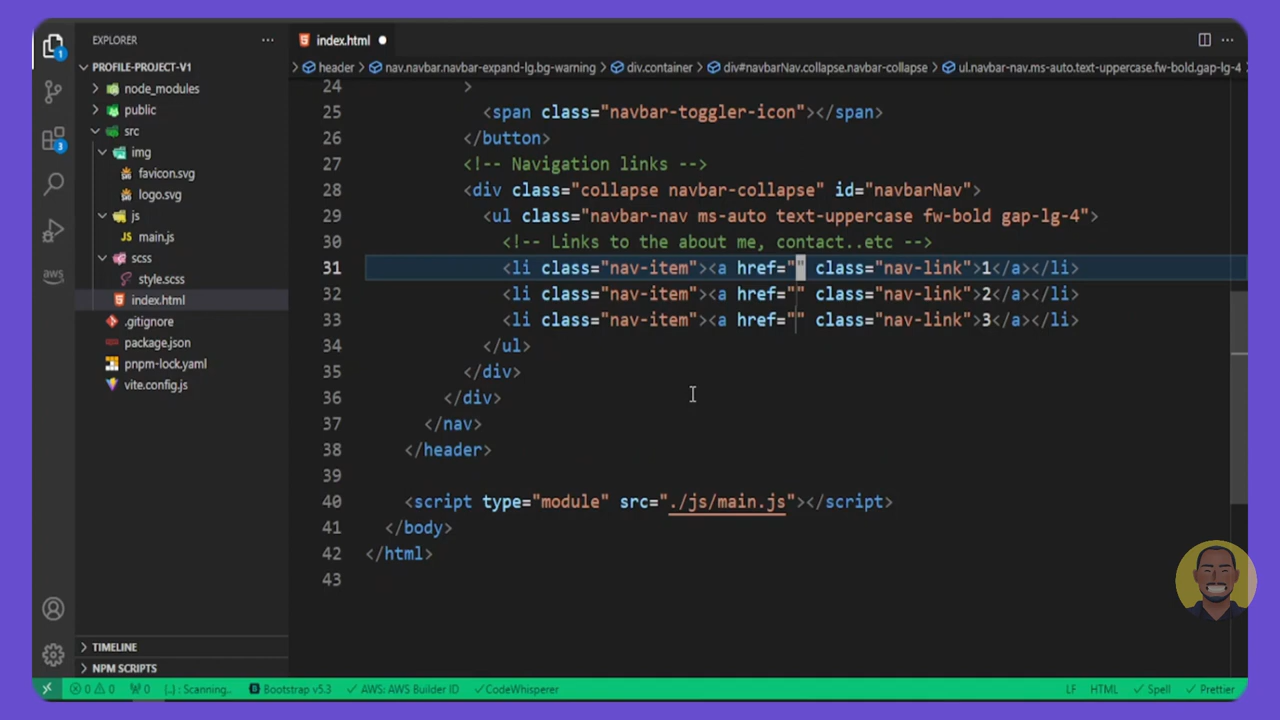 EXPLORER
PROFILE-PROJECT-V1
node_modules
public
src
img
favicon.svg
logo.svg
js
JS main.js
scss
style.scss
index.html
.gitignore
package.json
pnpm-lock.yaml
vite.config.js
TIMELINE
NPM SCRIPTS
1
3
aws
index.html
header > nav.navbar.navbar-expand-lg.bg-warning > div.container > div#navbarNav.collapse.navbar-collapse > ul.navbar-nav.ms-auto.text-uppercase.fw-bold.gap-lg-4
24 >
25 <span class="navbar-toggler-icon"></span>
26 </button>
27 <!-- Navigation links -->
28 <div class="collapse navbar-collapse" id="navbarNav">
29 <ul class="navbar-nav ms-auto text-uppercase fw-bold gap-lg-4">
30 <!-- Links to the about me, contact..etc -->
31 <li class="nav-item"><a href="" class="nav-link">1</a></li>
32 <li class="nav-item"><a href="" class="nav-link">2</a></li>
33 <li class="nav-item"><a href="" class="nav-link">3</a></li>
34 </ul>
35 </div>
36 </div>
37 </nav>
38 </header>
39
40 <script type="module" src="./js/main.js"></script>
41 </body>
42 </html>
43
0 0 0 {..} : Scanning.. Bootstrap v5.3 AWS: AWS Builder ID CodeWhisperer LF HTML Spell Prettier